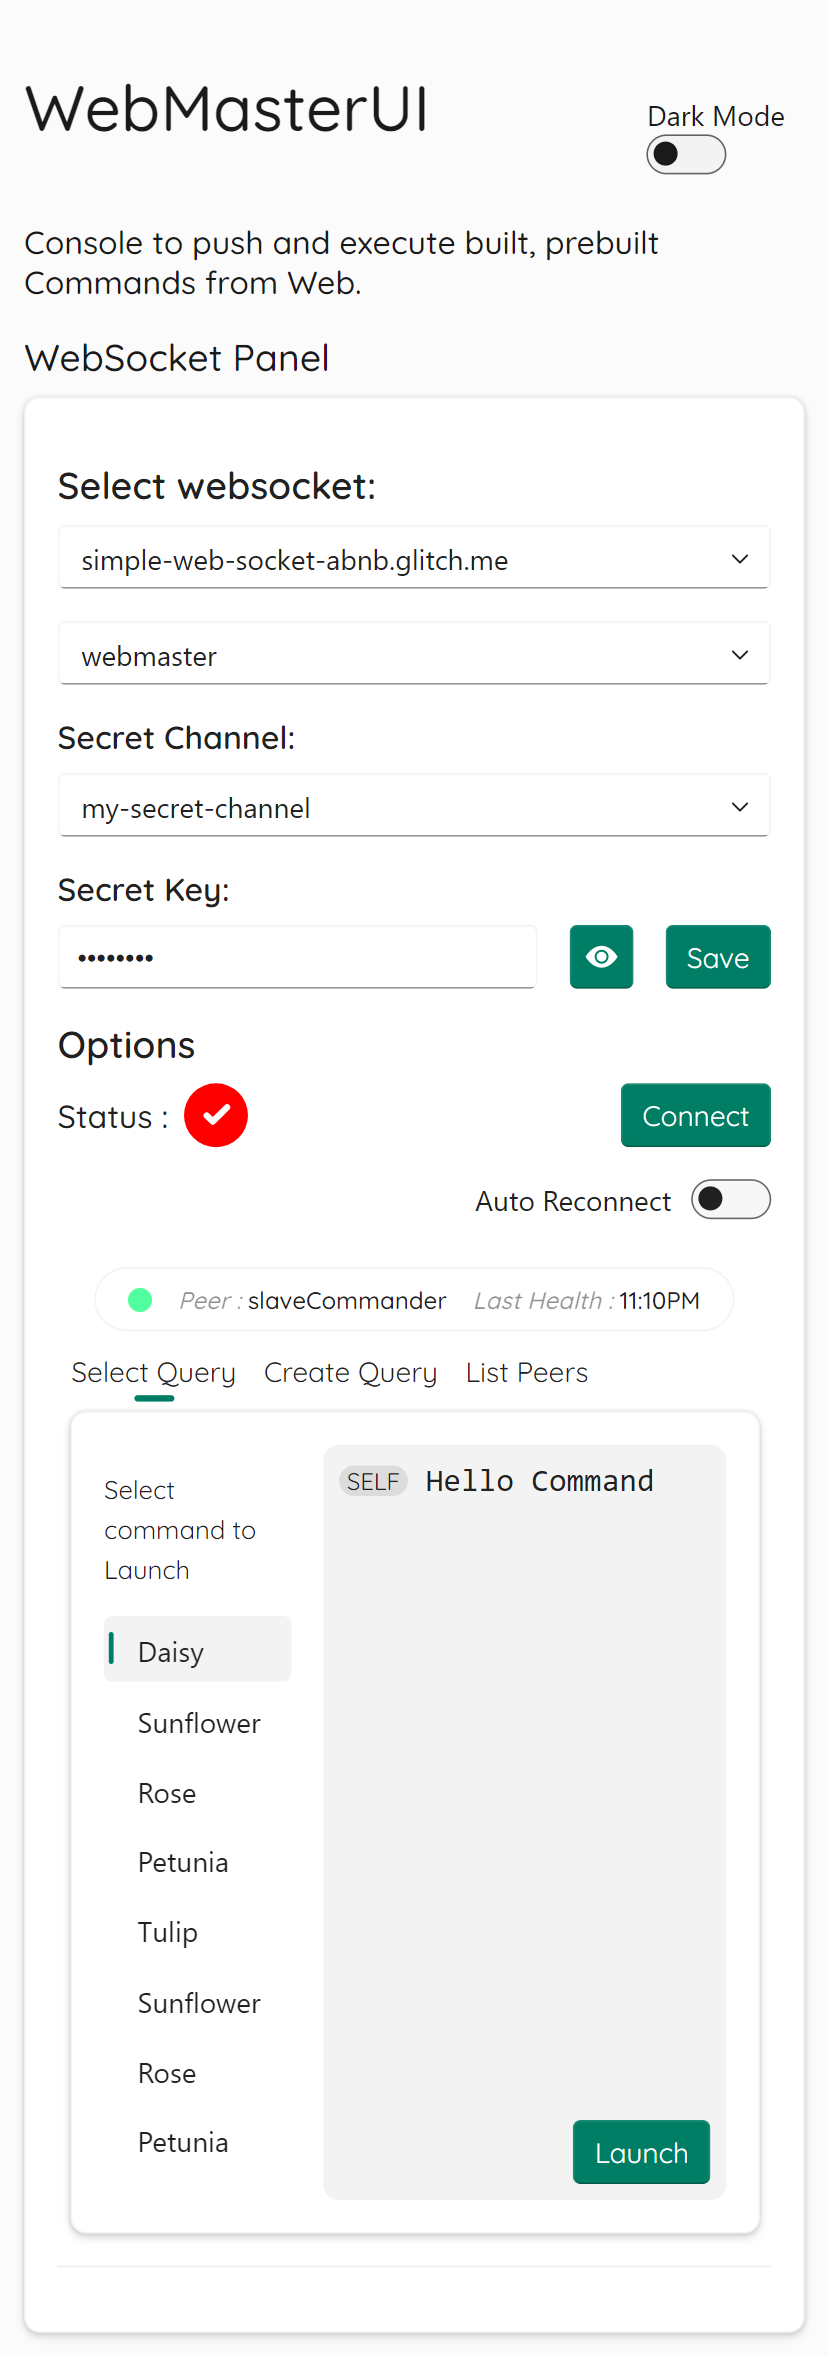 WebMasterUI
Dark Mode
Console to push and execute built, prebuilt
Commands from Web.
WebSocket Panel
Select websocket:
simple-web-socket-abnb.glitch.me
webmaster
Secret Channel:
my-secret-channel
Secret Key:
••••••••
Save
Options
Status :
Connect
Auto Reconnect
Peer : slaveCommander Last Health : 11:10PM
Select Query Create Query List Peers
Select
command to
Launch
Daisy
Sunflower
Rose
Petunia
Tulip
Sunflower
Rose
Petunia
SELF Hello Command
Launch